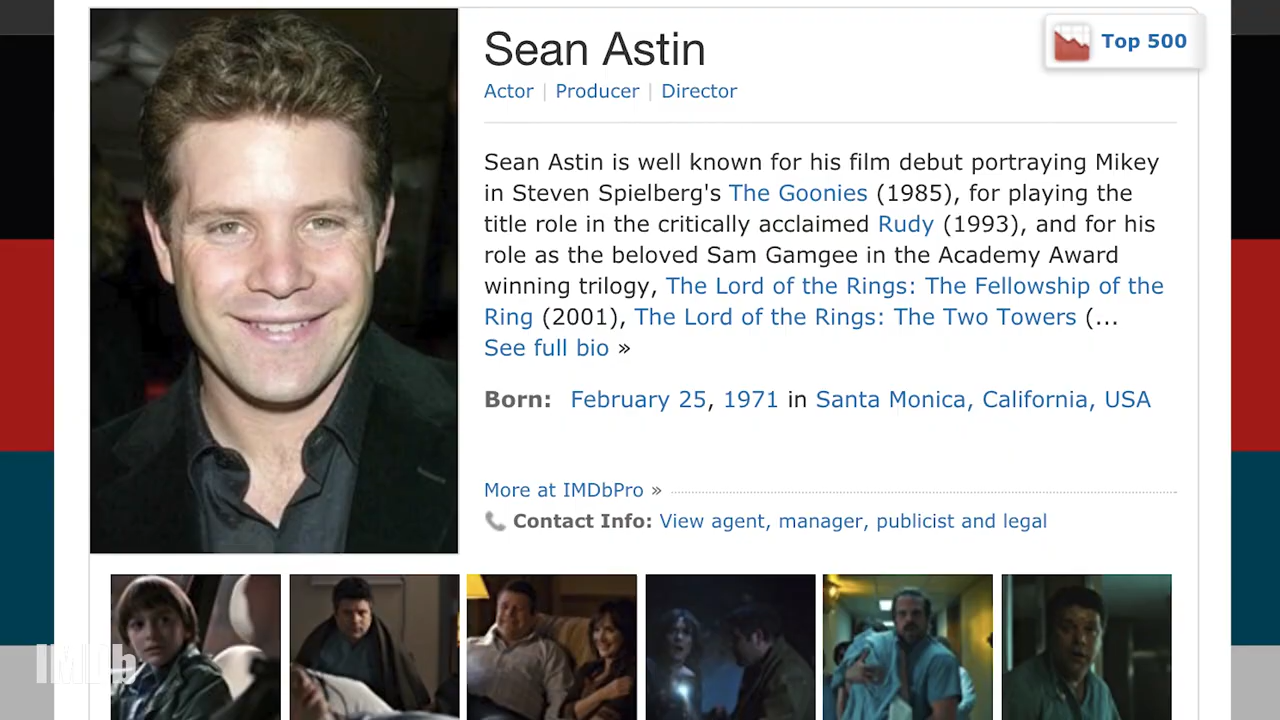 Sean Astin
Top 500
Actor | Producer | Director
Sean Astin is well known for his film debut portraying Mikey
in Steven Spielberg's The Goonies (1985), for playing the
title role in the critically acclaimed Rudy (1993), and for his
role as the beloved Sam Gamgee in the Academy Award
winning trilogy, The Lord of the Rings: The Fellowship of the
Ring (2001), The Lord of the Rings: The Two Towers (...
See full bio »
Born: February 25, 1971 in Santa Monica, California, USA
More at IMDbPro »
Contact Info: View agent, manager, publicist and legal
IMDb